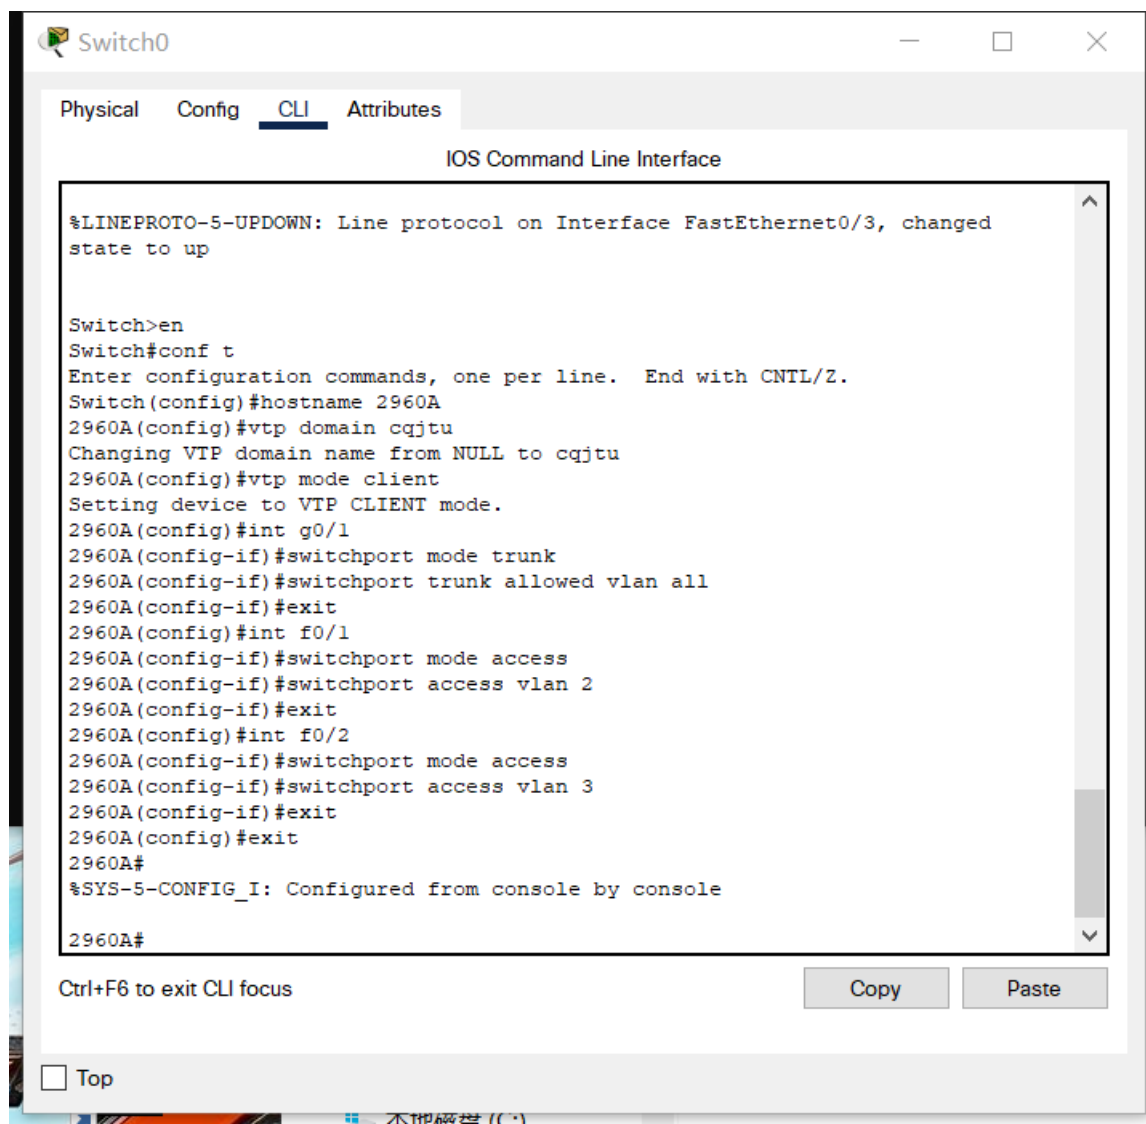 Switch0
Physical Config CLI Attributes
IOS Command Line Interface
%LINEPROTO-5-UPDOWN: Line protocol on Interface FastEthernet0/3, changed
state to up
Switch>en
Switch#conf t
Enter configuration commands, one per line.  End with CNTL/Z.
Switch(config)#hostname 2960A
2960A(config)#vtp domain cqjtu
Changing VTP domain name from NULL to cqjtu
2960A(config)#vtp mode client
Setting device to VTP CLIENT mode.
2960A(config)#int g0/1
2960A(config-if)#switchport mode trunk
2960A(config-if)#switchport trunk allowed vlan all
2960A(config-if)#exit
2960A(config)#int f0/1
2960A(config-if)#switchport mode access
2960A(config-if)#switchport access vlan 2
2960A(config-if)#exit
2960A(config)#int f0/2
2960A(config-if)#switchport mode access
2960A(config-if)#switchport access vlan 3
2960A(config-if)#exit
2960A(config)#exit
2960A#
%SYS-5-CONFIG_I: Configured from console by console
2960A#
Ctrl+F6 to exit CLI focus
Copy Paste
Top
本地磁盘 (C:)